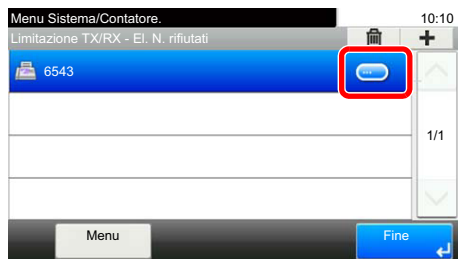 Menu Sistema/Contatore.
10:10
Limitazione TX/RX - El. N. rifiutati
6543
1/1
Menu
Fine